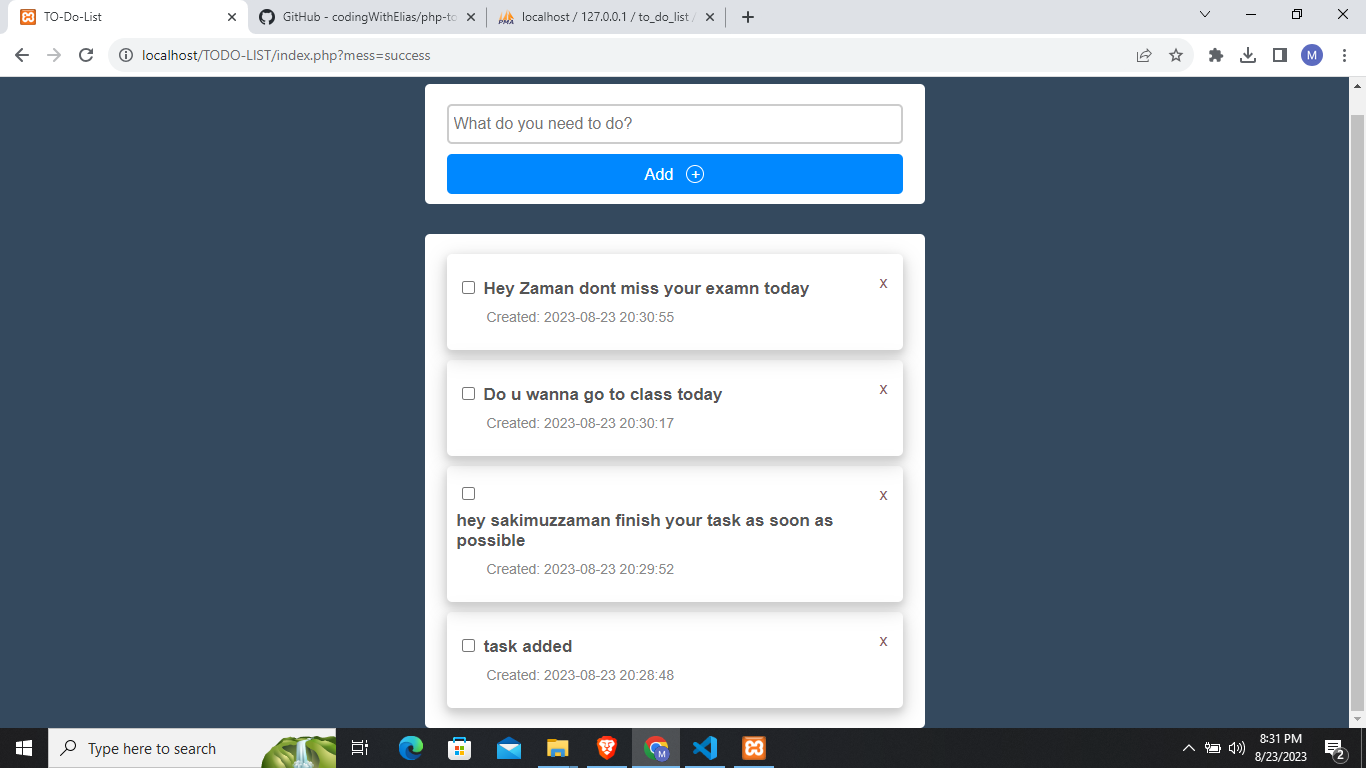 TO-Do-List
GitHub - codingWithElias/php-to
localhost / 127.0.0.1 / to_do_list /
localhost/TODO-LIST/index.php?mess=success
M
What do you need to do?
Add
Hey Zaman dont miss your examn today
x
Created: 2023-08-23 20:30:55
Do u wanna go to class today
x
Created: 2023-08-23 20:30:17
x
hey sakimuzzaman finish your task as soon as
possible
Created: 2023-08-23 20:29:52
task added
x
Created: 2023-08-23 20:28:48
Type here to search
M
8:31 PM
8/23/2023
2